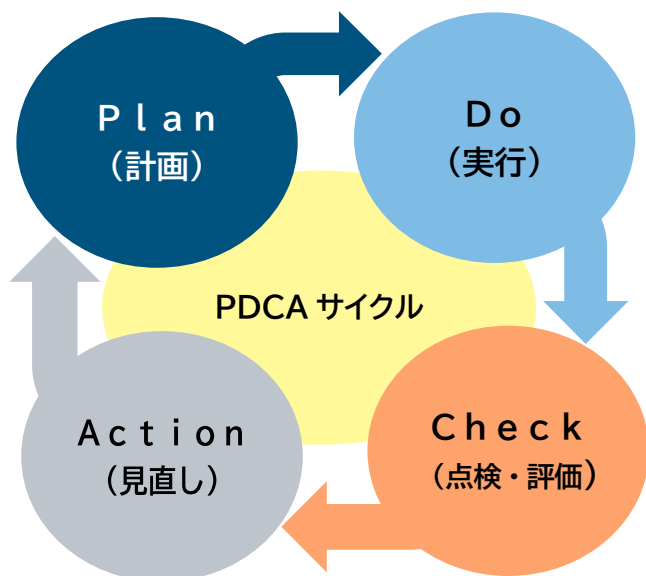 Ｐｌａｎ
（計画）
Ｄｏ
（実行）
PDCA サイクル
Ｃｈｅｃｋ
（点検・評価）
Ａｃｔｉｏｎ
（見直し）